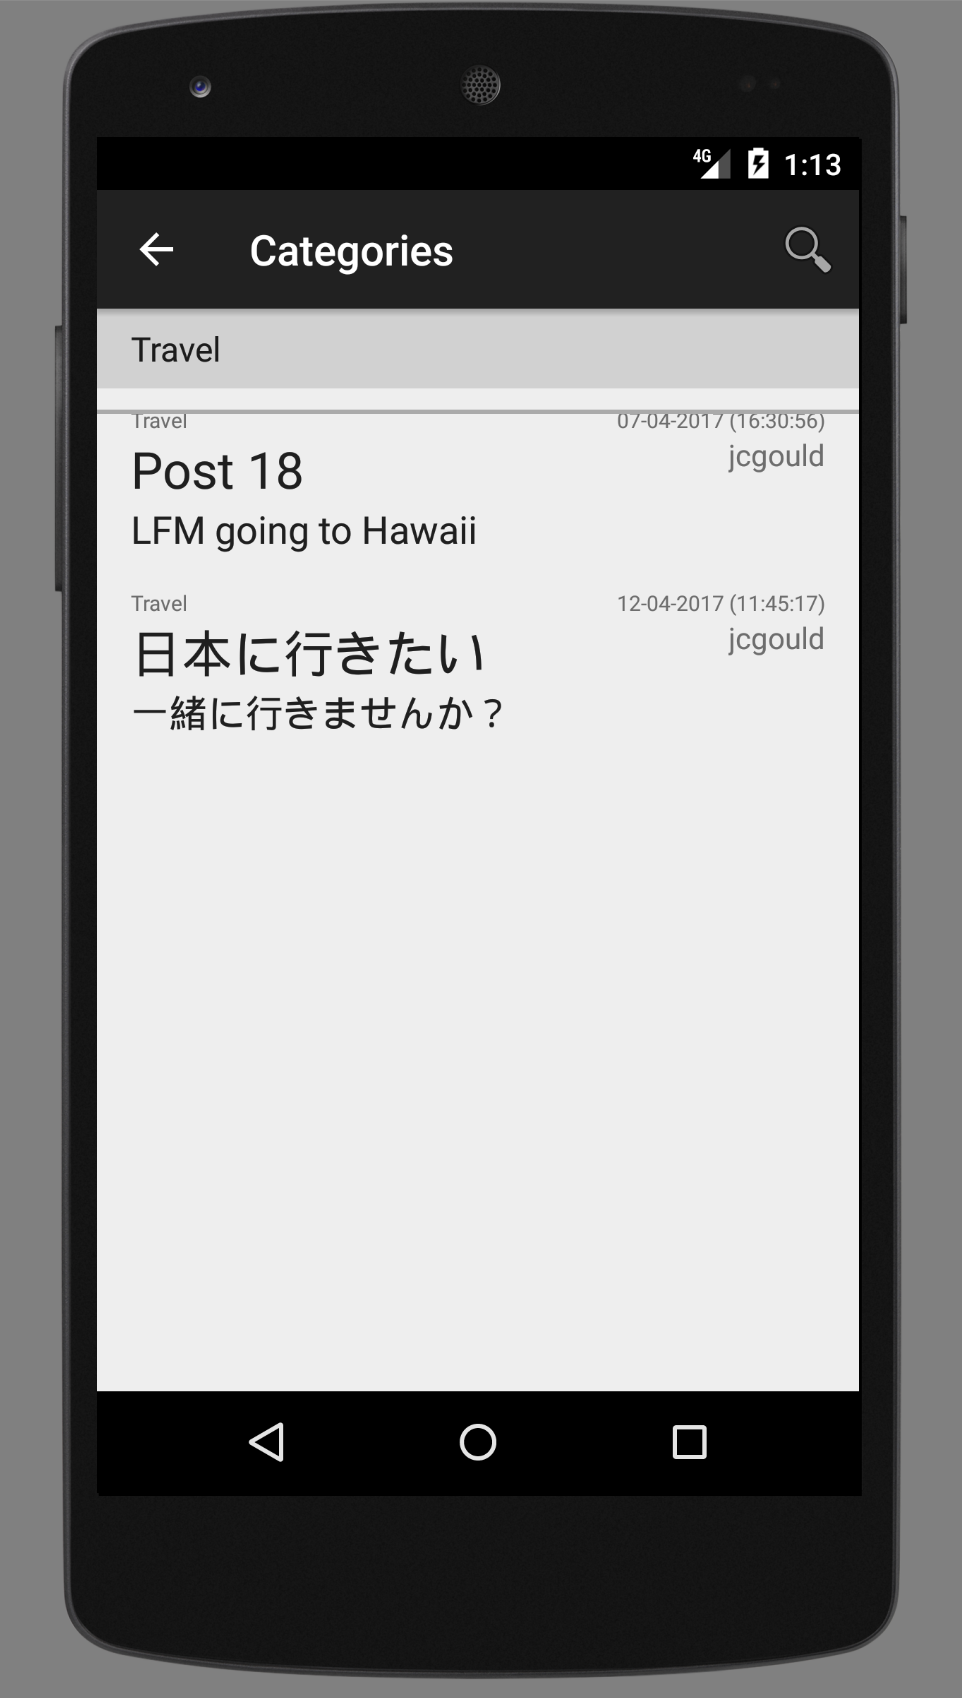 4G 1:13
Categories
Travel
Travel 07-04-2017 (16:30:56)
Post 18 jcgould
LFM going to Hawaii
Travel 12-04-2017 (11:45:17)
日本に行きたい jcgould
一緒に行きませんか？